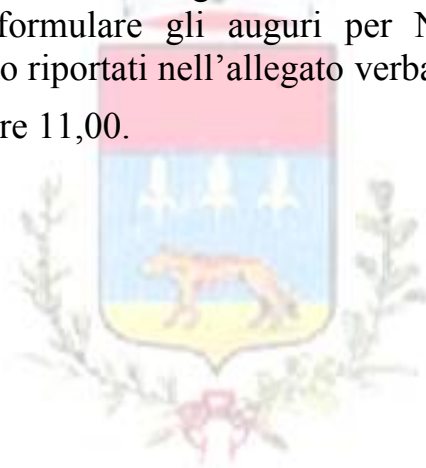 formulare gli auguri per N
o riportati nell’allegato verba
re 11,00.